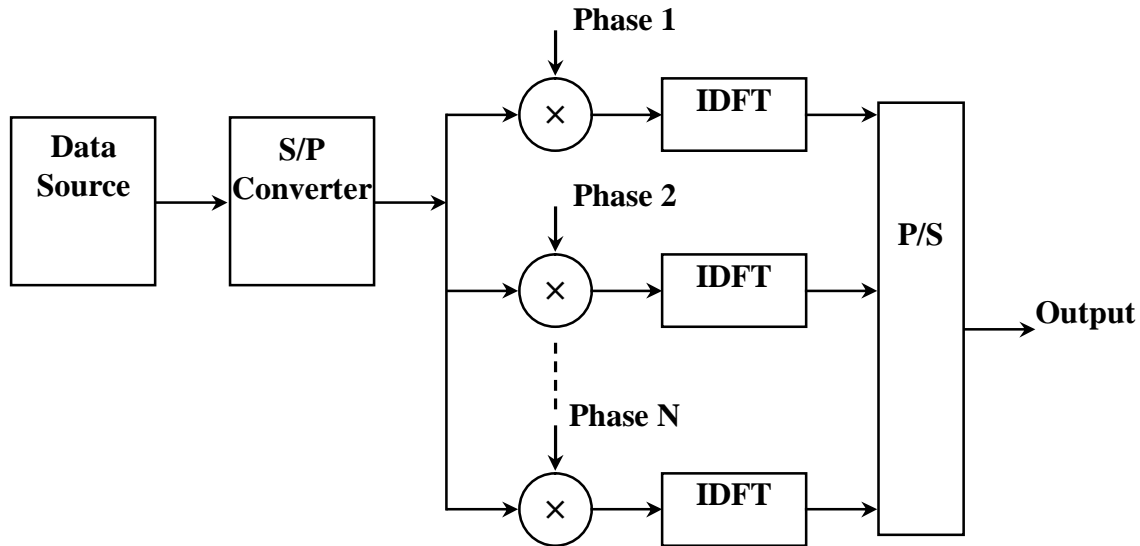 Phase 1
IDFT
Data
Source
S/P
Converter
Phase 2
IDFT
P/S
Output
Phase N
IDFT